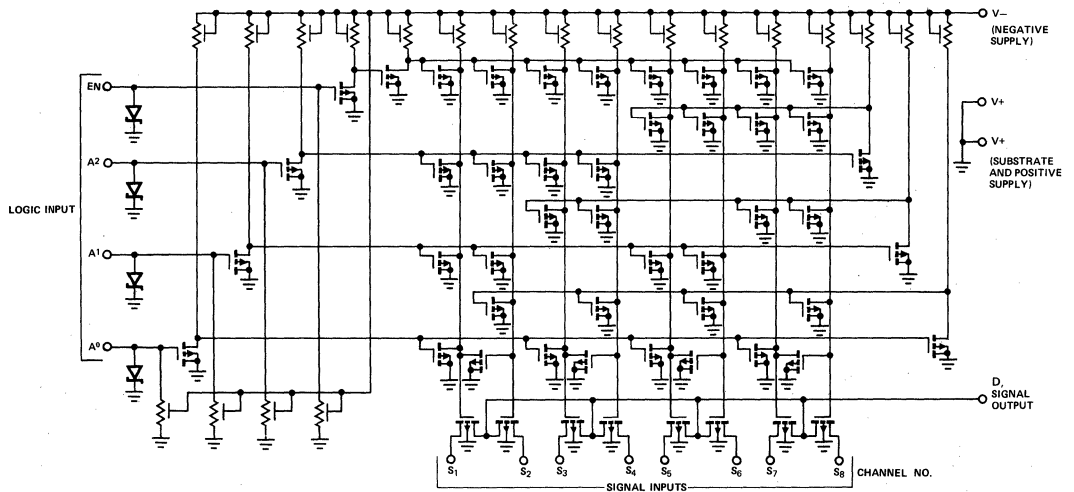 V–
(NEGATIVE
SUPPLY)
EN
V+
V+
(SUBSTRATE
AND POSITIVE
SUPPLY)
A2
LOGIC INPUT
A1
A0
D,
SIGNAL
OUTPUT
S1 S2 S3 S4 S5 S6 S7 S8 CHANNEL NO.
SIGNAL INPUTS